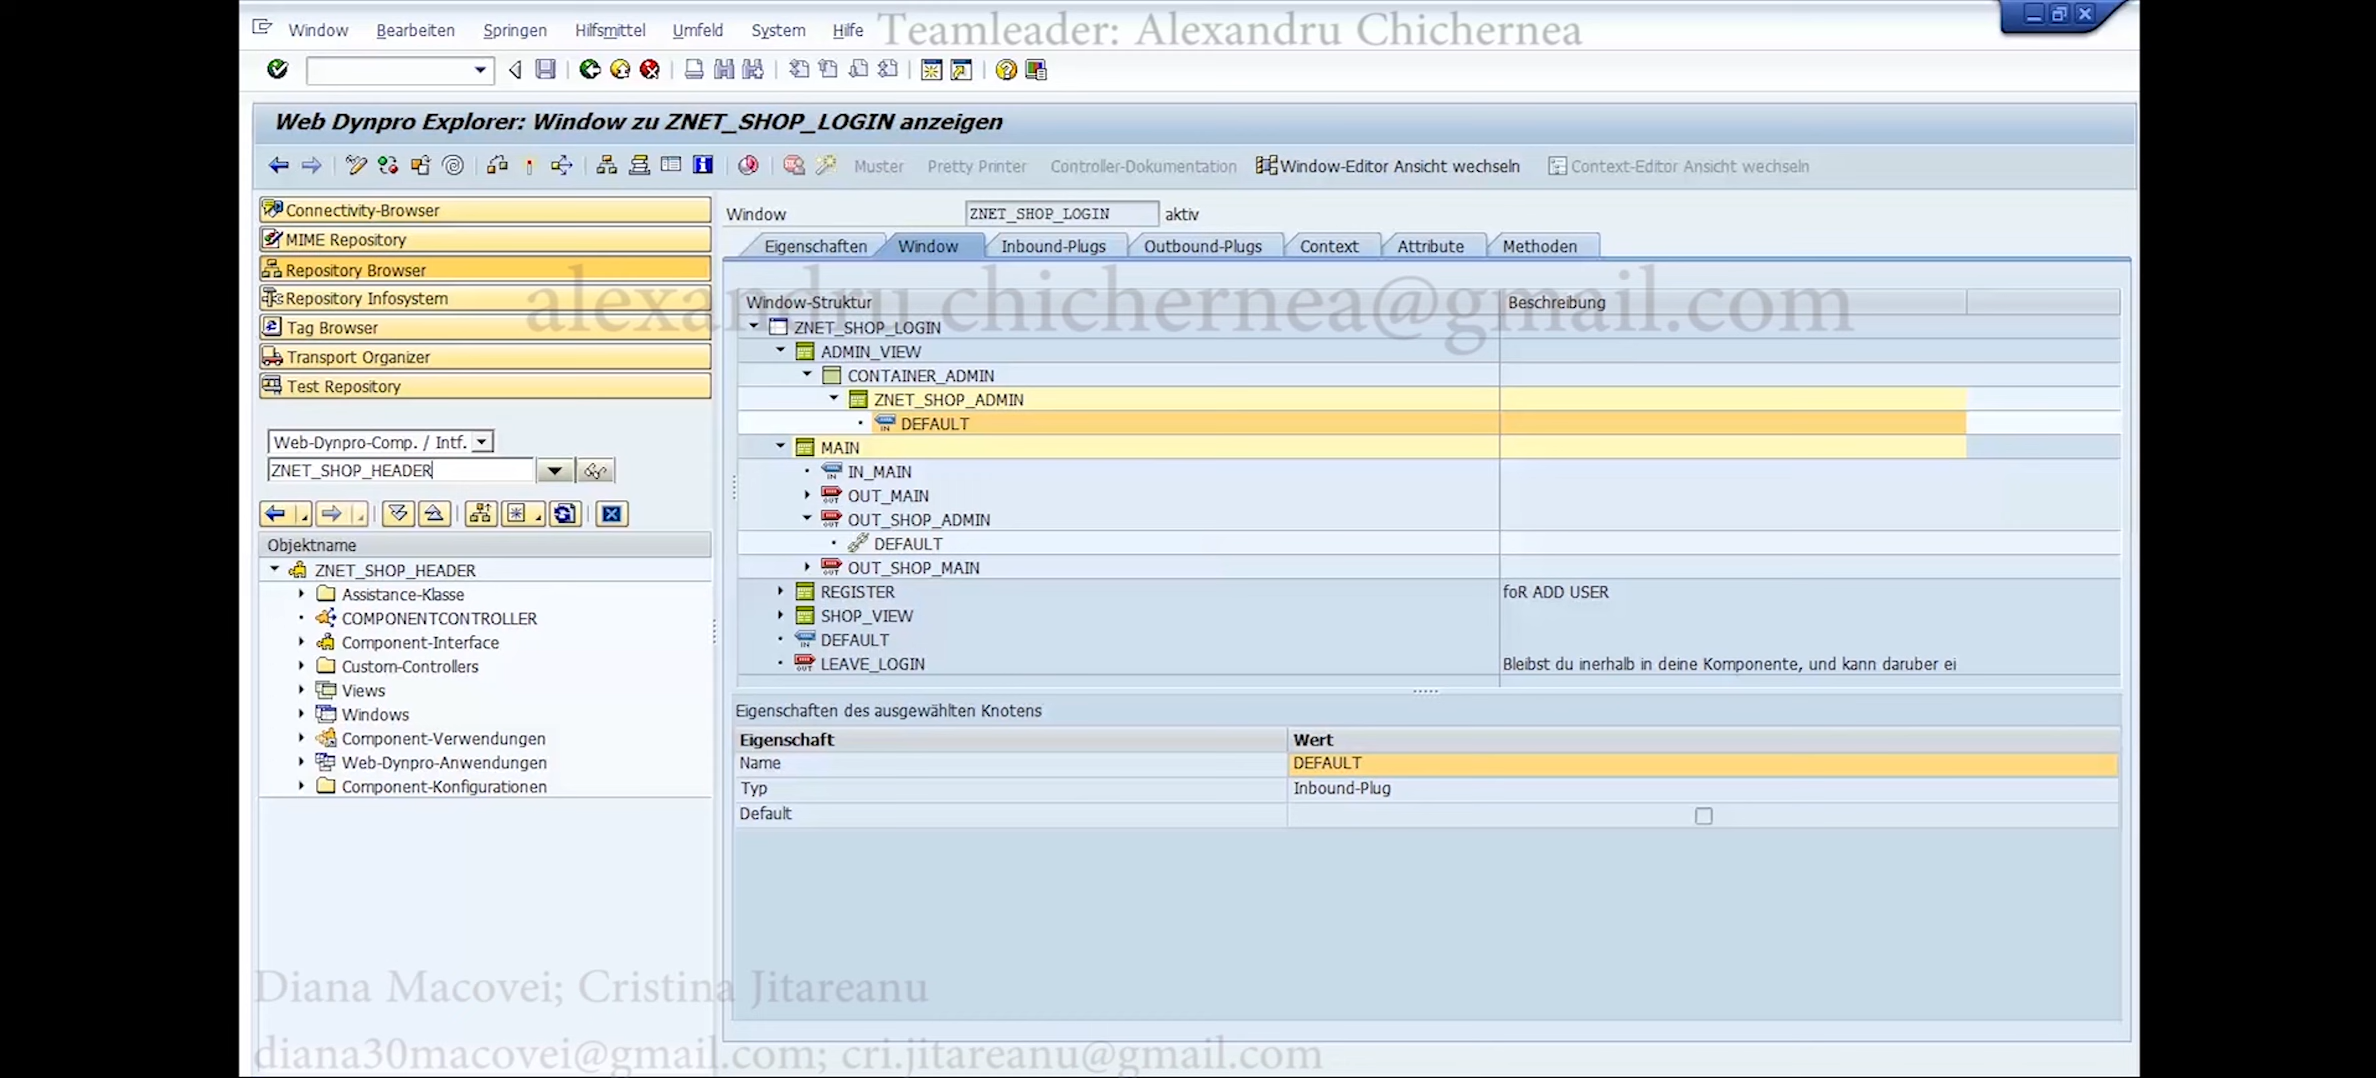 Window Bearbeiten Springen Hilfsmittel Umfeld System Hilfe
Teamleader: Alexandru Chichernea
Web Dynpro Explorer: Window zu ZNET_SHOP_LOGIN anzeigen
Muster Pretty Printer Controller-Dokumentation Window-Editor Ansicht wechseln Context-Editor Ansicht wechseln
Connectivity-Browser
MIME Repository
Repository Browser
Repository Infosystem
Tag Browser
Transport Organizer
Test Repository
Web-Dynpro-Comp. / Intf.
ZNET_SHOP_HEADER
Objektname
ZNET_SHOP_HEADER
Assistance-Klasse
COMPONENTCONTROLLER
Component-Interface
Custom-Controllers
Views
Windows
Component-Verwendungen
Web-Dynpro-Anwendungen
Component-Konfigurationen
Window ZNET_SHOP_LOGIN aktiv
Eigenschaften Window Inbound-Plugs Outbound-Plugs Context Attribute Methoden
alexandru.chichernea@gmail.com
Window-Struktur Beschreibung
ZNET_SHOP_LOGIN
ADMIN_VIEW
CONTAINER_ADMIN
ZNET_SHOP_ADMIN
IN DEFAULT
MAIN
IN IN_MAIN
OUT OUT_MAIN
OUT OUT_SHOP_ADMIN
DEFAULT
OUT OUT_SHOP_MAIN
REGISTER foR ADD USER
SHOP_VIEW
IN DEFAULT
OUT LEAVE_LOGIN Bleibst du inerhalb in deine Komponente, und kann daruber ei
Eigenschaften des ausgewählten Knotens
Eigenschaft Wert
Name DEFAULT
Typ Inbound-Plug
Default
Diana Macovei; Cristina Jitareanu
diana30macovei@gmail.com; cri.jitareanu@gmail.com